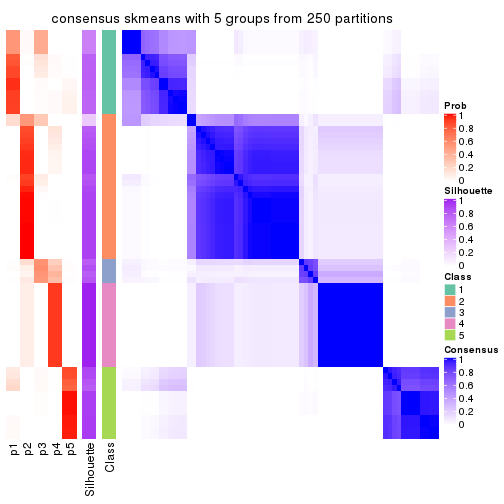 consensus skmeans with 5 groups from 250 partitions
Prob
1
0.8
0.6
0.4
0.2
0
Silhouette
1
0.8
0.6
0.4
0.2
0
Class
1
2
3
4
5
Consensus
1
0.8
0.6
0.4
0.2
0
p1
p2
p3
p4
p5
Silhouette
Class